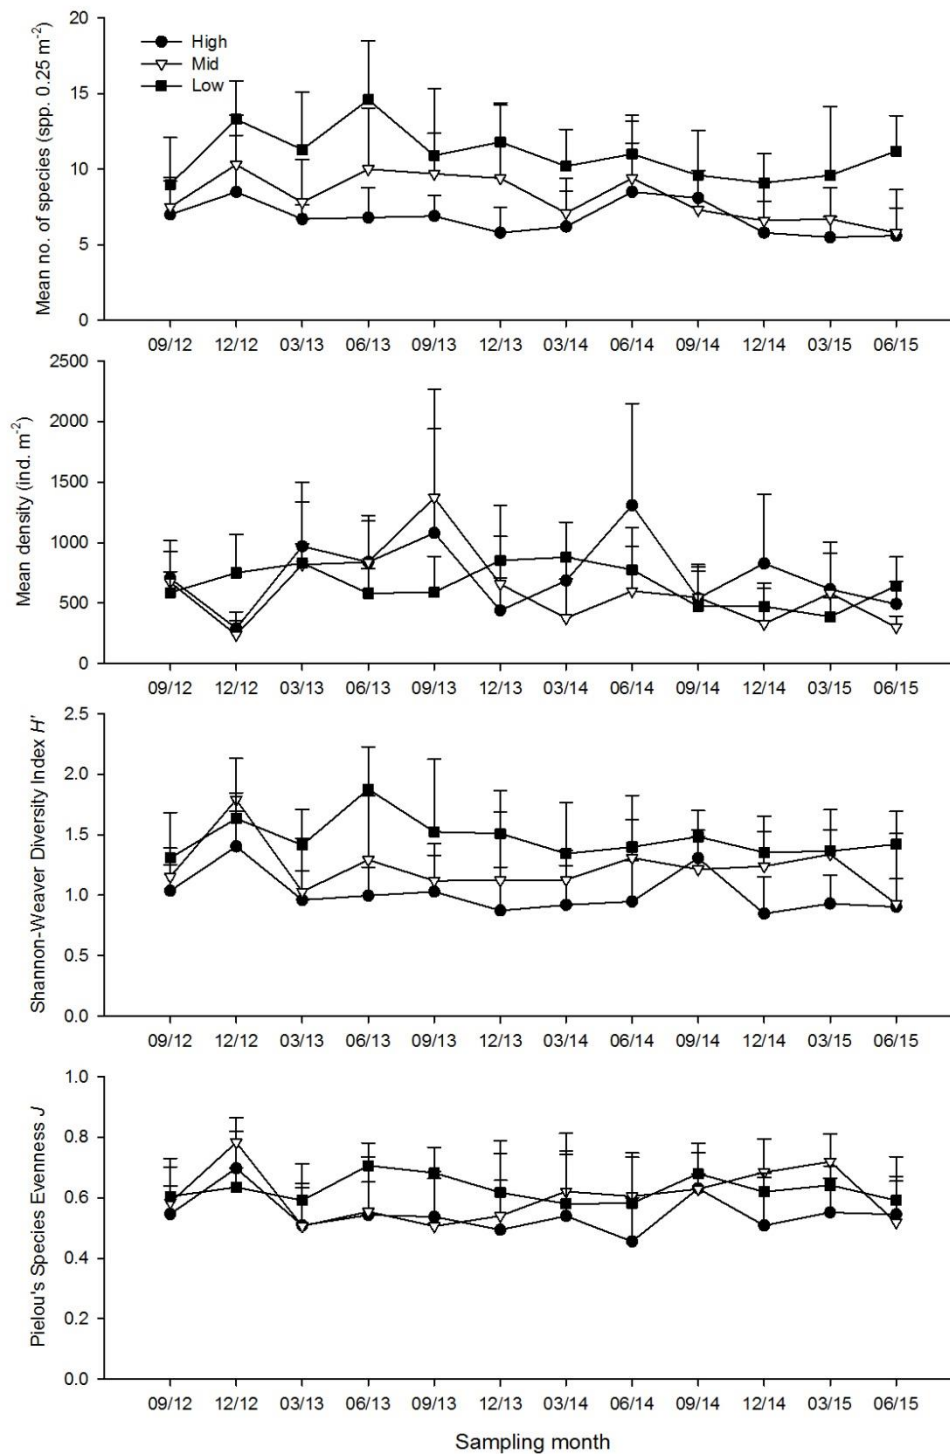 Mean no. of species (spp. 0.25 m⁻²)
20
15
10
5
0
High
Mid
Low
09/12 12/12 03/13 06/13 09/13 12/13 03/14 06/14 09/14 12/14 03/15 06/15
Mean density (ind. m⁻²)
2500
2000
1500
1000
500
0
09/12 12/12 03/13 06/13 09/13 12/13 03/14 06/14 09/14 12/14 03/15 06/15
Shannon-Weaver Diversity Index H'
2.5
2.0
1.5
1.0
0.5
0.0
09/12 12/12 03/13 06/13 09/13 12/13 03/14 06/14 09/14 12/14 03/15 06/15
Pielou's Species Evenness J
1.0
0.8
0.6
0.4
0.2
0.0
09/12 12/12 03/13 06/13 09/13 12/13 03/14 06/14 09/14 12/14 03/15 06/15
Sampling month